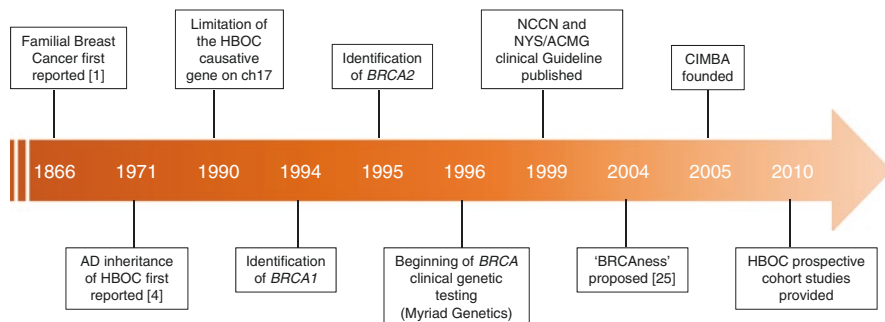 Familial Breast
Cancer first
reported [1]
Limitation of
the HBOC
causative
gene on ch17
Identification
of BRCA2
NCCN and
NYS/ACMG
clinical Guideline
published
CIMBA
founded
1866 1971 1990 1994 1995 1996 1999 2004 2005 2010
AD inheritance
of HBOC first
reported [4]
Identification
of BRCA1
Beginning of BRCA
clinical genetic
testing
(Myriad Genetics)
'BRCAness'
proposed [25]
HBOC prospective
cohort studies
provided